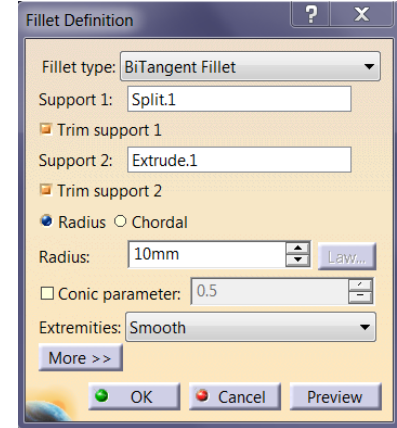 Fillet Definition ? X
Fillet type: BiTangent Fillet
Support 1: Split.1
Trim support 1
Support 2: Extrude.1
Trim support 2
Radius Chordal
Radius: 10mm Law...
Conic parameter: 0.5
Extremities: Smooth
More >>
OK Cancel Preview